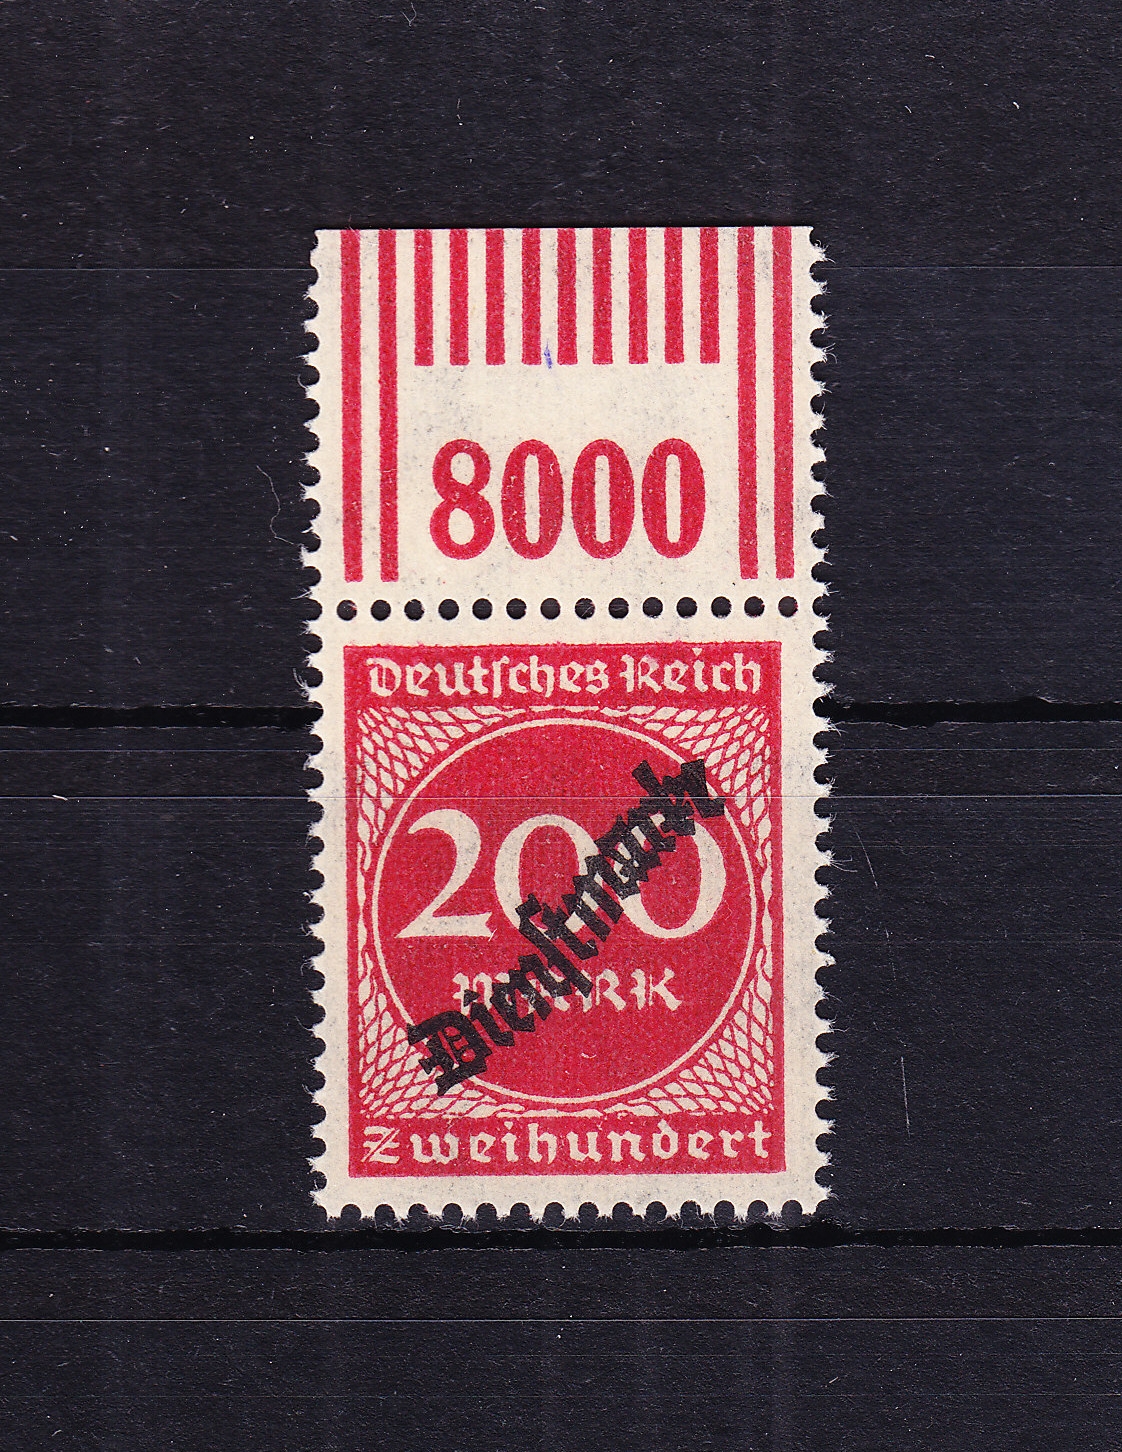 8000
Deutſches Reich
200
MARK
Dienſtmarke
Zweihundert